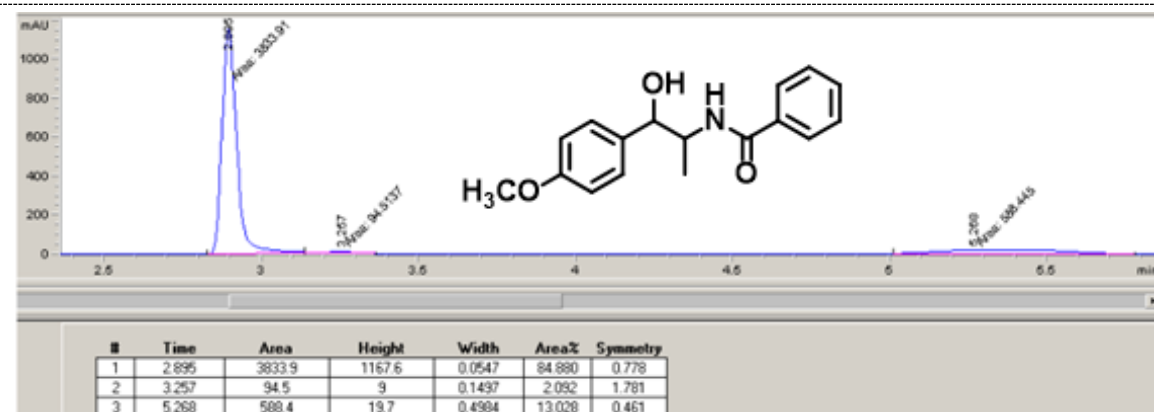 mAU
1000
800
600
400
200
0
2.895
Area: 3833.91
3.257
Area: 94.5137
5.268
Area: 588.445
OH
H
N
O
H3CO
2.5 3 3.5 4 4.5 5 5.5 min
# Time Area Height Width Area% Symmetry
1 2.895 3833.9 1167.6 0.0547 84.880 0.778
2 3.257 94.5 9 0.1497 2.092 1.781
3 5.268 588.4 19.7 0.4984 13.028 0.461